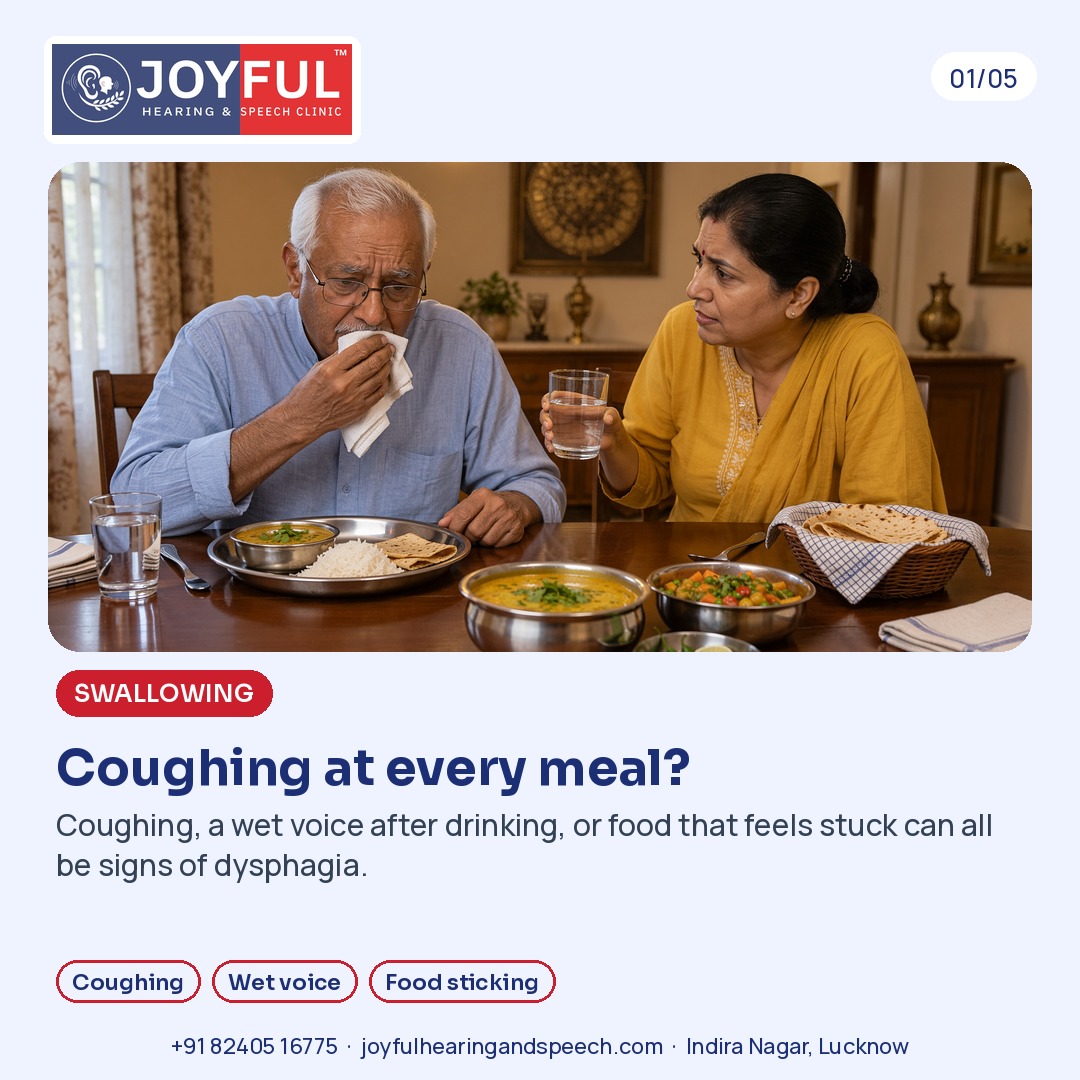 JOYFUL™
HEARING & SPEECH CLINIC
01/05
SWALLOWING
Coughing at every meal?
Coughing, a wet voice after drinking, or food that feels stuck can all
be signs of dysphagia.
Coughing
Wet voice
Food sticking
+91 82405 16775 · joyfulhearingandspeech.com · Indira Nagar, Lucknow